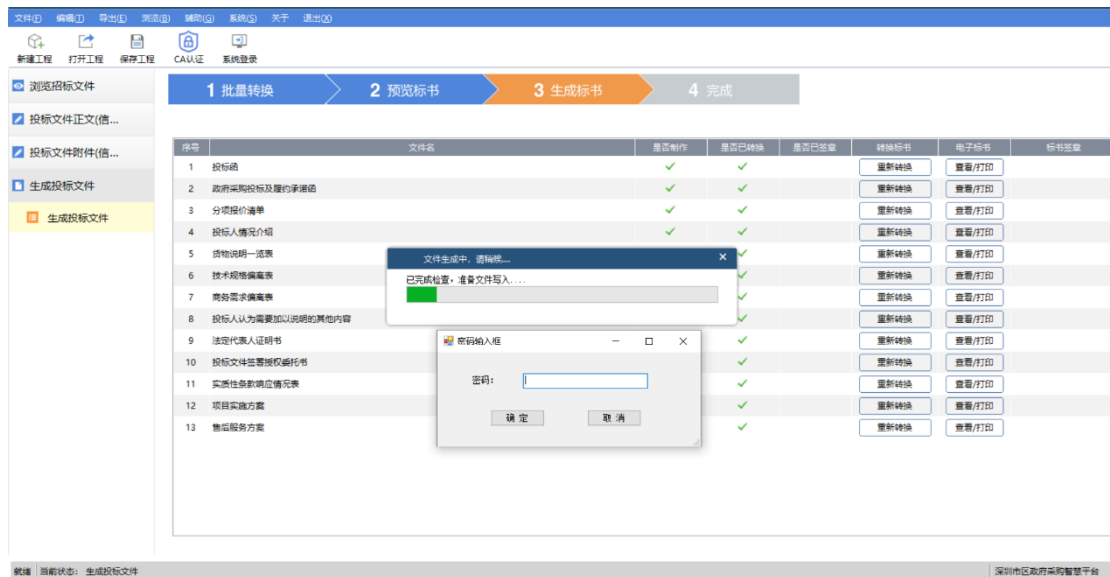 文件(F) 编辑(T) 导出(E) 浏览(B) 辅助(G) 系统(S) 关于 退出(X)
新建工程 打开工程 保存工程 CA认证 系统登录
浏览招标文件
投标文件正文(信...
投标文件附件(信...
生成投标文件
生成投标文件
1 批量转换 2 预览标书 3 生成标书 4 完成
序号 文件名 是否制作 是否已转换 是否已签章 转换标书 电子标书 标书签章
1 投标函 重新转换 查看/打印
2 政府采购投标及履约承诺函 重新转换 查看/打印
3 分项报价清单 重新转换 查看/打印
4 投标人情况介绍 重新转换 查看/打印
5 货物说明一览表 重新转换 查看/打印
6 技术规格偏离表 重新转换 查看/打印
7 商务需求偏离表 重新转换 查看/打印
8 投标人认为需要加以说明的其他内容 重新转换 查看/打印
9 法定代表人证明书 重新转换 查看/打印
10 投标文件签署授权委托书 重新转换 查看/打印
11 实质性条款响应情况表 重新转换 查看/打印
12 项目实施方案 重新转换 查看/打印
13 售后服务方案 重新转换 查看/打印
文件生成中，请稍候....
已完成检查，准备文件写入....
密码输入框
密码：
确 定 取 消
就绪 当前状态： 生成投标文件 深圳市区政府采购智慧平台